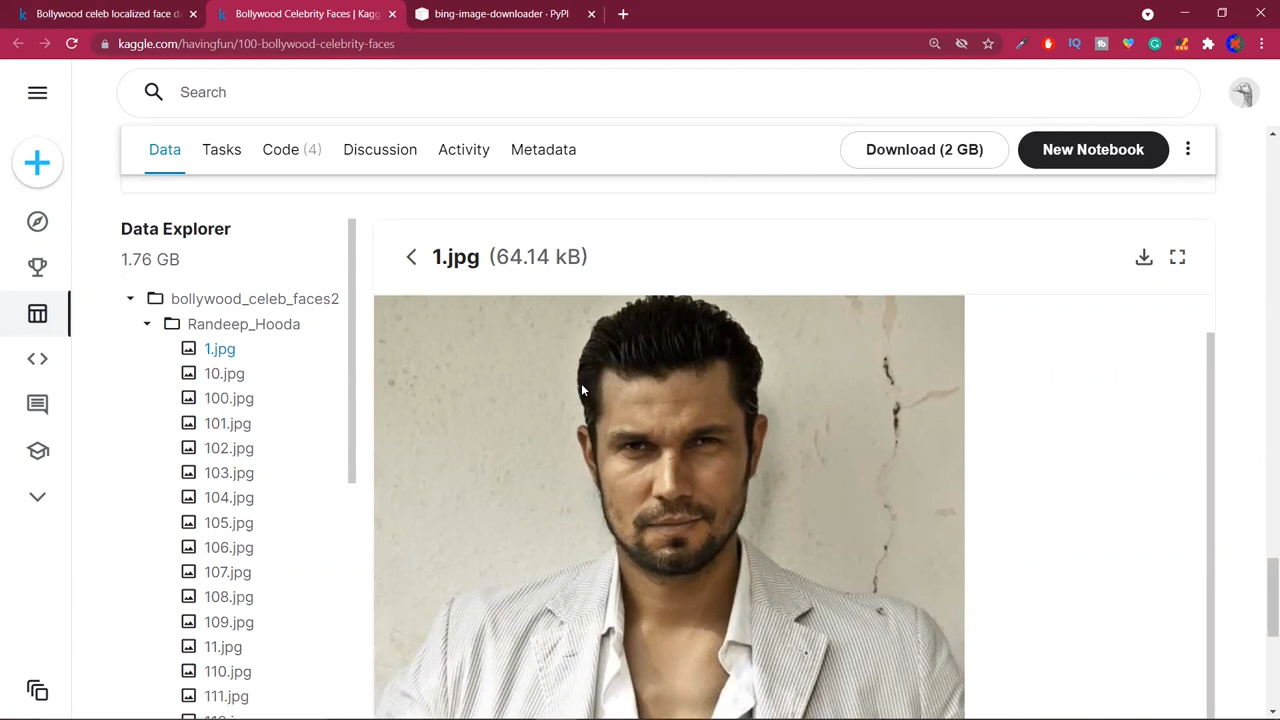 Bollywood celeb localized face d
Bollywood Celebrity Faces | Kagg
bing-image-downloader · PyPI
kaggle.com/havingfun/100-bollywood-celebrity-faces
Search
Data Tasks Code (4) Discussion Activity Metadata Download (2 GB) New Notebook
Data Explorer
1.76 GB
1.jpg (64.14 kB)
bollywood_celeb_faces2
Randeep_Hooda
1.jpg
10.jpg
100.jpg
101.jpg
102.jpg
103.jpg
104.jpg
105.jpg
106.jpg
107.jpg
108.jpg
109.jpg
11.jpg
110.jpg
111.jpg